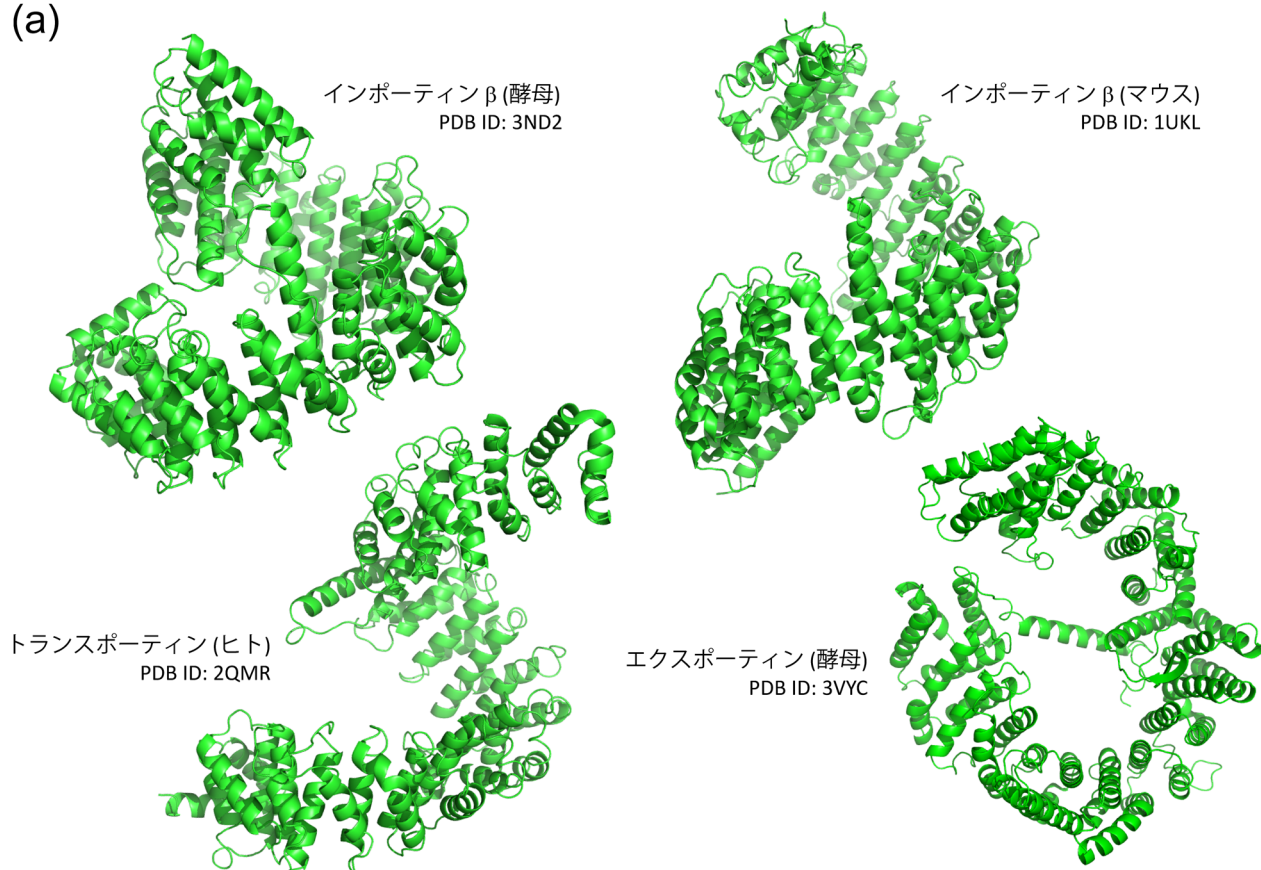 (a)
インポーティン β (酵母)
PDB ID: 3ND2
インポーティン β (マウス)
PDB ID: 1UKL
トランスポーティン (ヒト)
PDB ID: 2QMR
エクスポーティン (酵母)
PDB ID: 3VYC